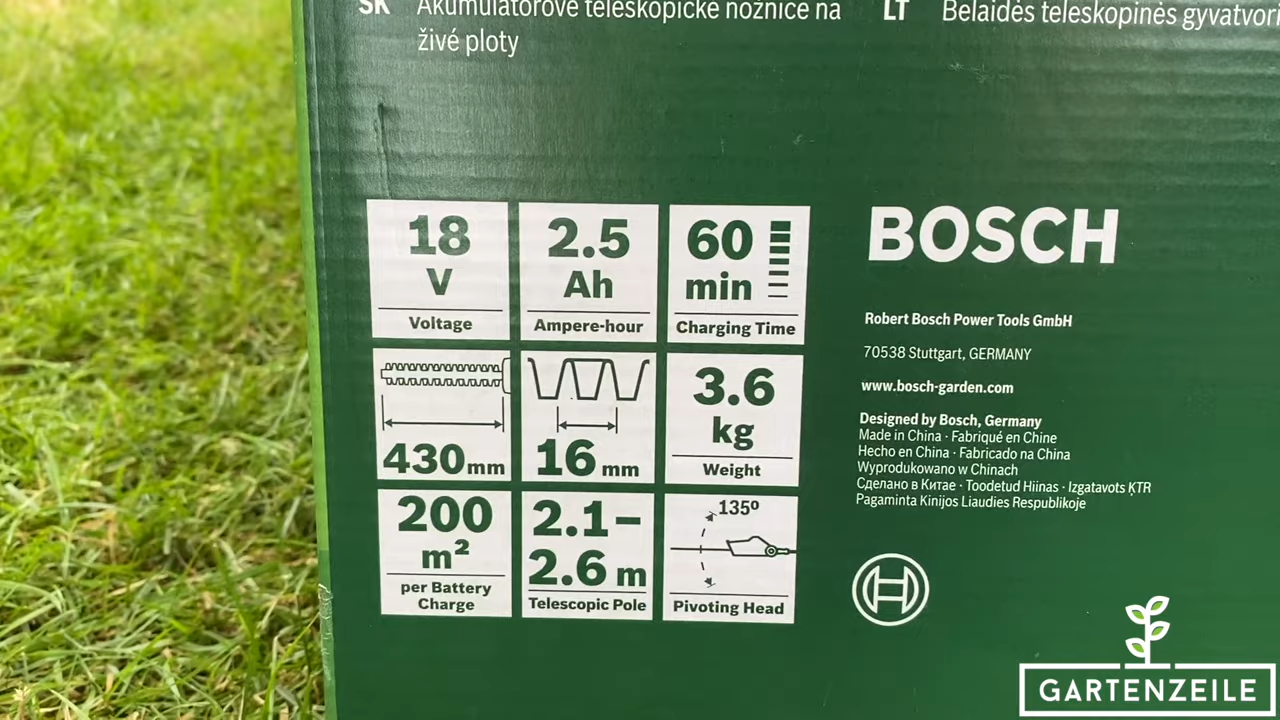 SK Akumulátorové teleskopické nožnice na
živé ploty
LT Belaidės teleskopinės
18
V
Voltage
2.5
Ah
Ampere-hour
60
min
Charging Time
430 mm
16 mm
3.6
kg
Weight
200
m²
per Battery
Charge
2.1–
2.6 m
Telescopic Pole
135º
Pivoting Head
BOSCH
Robert Bosch Power Tools GmbH
70538 Stuttgart, GERMANY
www.bosch-garden.com
Designed by Bosch, Germany
Made in China · Fabriqué en Chine
Hecho en China · Fabricado na China
Wyprodukowano w Chinach
Сделано в Китае · Toodetud Hiinas · Izgatavots ĶTR
Pagaminta Kinijos Liaudies Respublikoje
GARTENZEILE